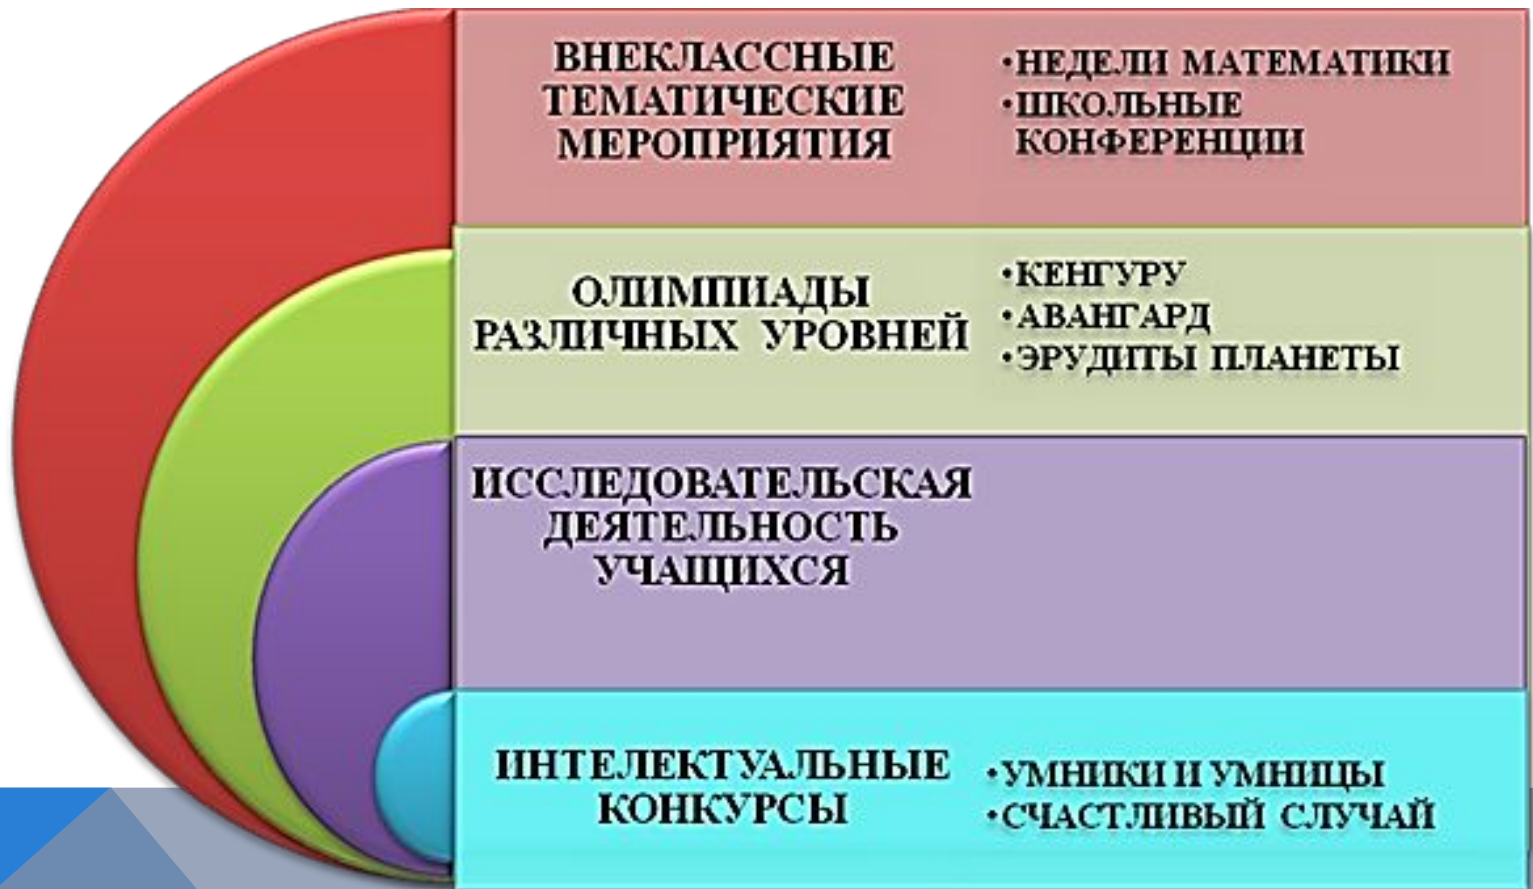 ВНЕКЛАССНЫЕ
ТЕМАТИЧЕСКИЕ
МЕРОПРИЯТИЯ
•НЕДЕЛИ МАТЕМАТИКИ
•ШКОЛЬНЫЕ
КОНФЕРЕНЦИИ
ОЛИМПИАДЫ
РАЗЛИЧНЫХ УРОВНЕЙ
•КЕНГУРУ
•АВАНГАРД
•ЭРУДИТЫ ПЛАНЕТЫ
ИССЛЕДОВАТЕЛЬСКАЯ
ДЕЯТЕЛЬНОСТЬ
УЧАЩИХСЯ
ИНТЕЛЕКТУАЛЬНЫЕ
КОНКУРСЫ
•УМНИКИ И УМНИЦЫ
•СЧАСТЛИВЫЙ СЛУЧАЙ